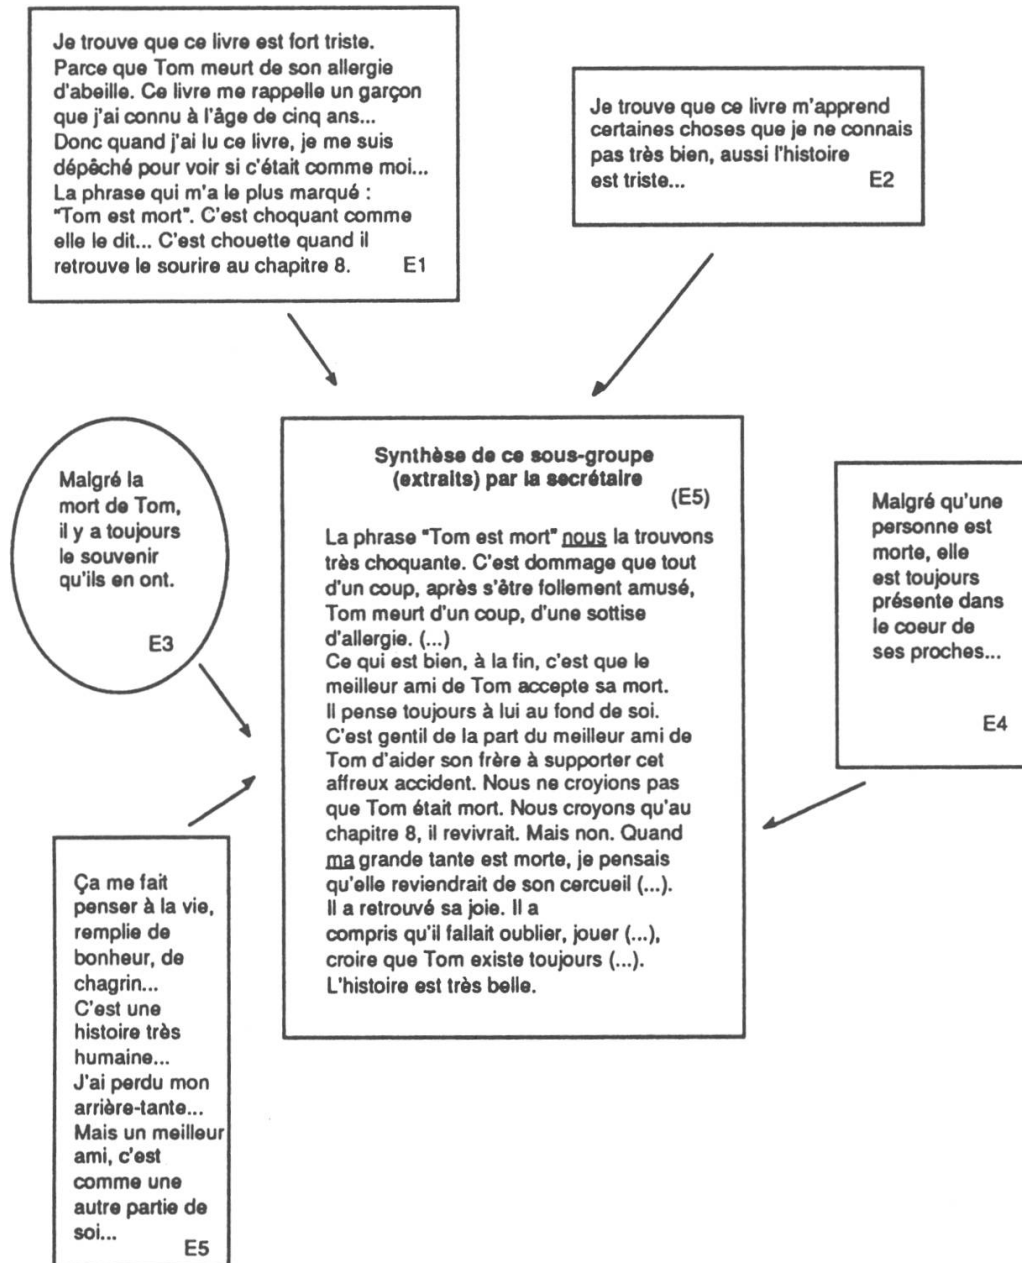 Je trouve que ce livre est fort triste.
Parce que Tom meurt de son allergie
d'abeille. Ce livre me rappelle un garçon
que j'ai connu à l'âge de cinq ans...
Donc quand j'ai lu ce livre, je me suis
dépêché pour voir si c'était comme moi...
La phrase qui m'a le plus marqué :
"Tom est mort". C'est choquant comme
elle le dit... C'est chouette quand il
retrouve le sourire au chapitre 8. E1
Je trouve que ce livre m'apprend
certaines choses que je ne connais
pas très bien, aussi l'histoire
est triste... E2
Malgré la
mort de Tom,
il y a toujours
le souvenir
qu'ils en ont.
E3
Synthèse de ce sous-groupe
(extraits) par la secrétaire
(E5)
La phrase "Tom est mort" nous la trouvons
très choquante. C'est dommage que tout
d'un coup, après s'être follement amusé,
Tom meurt d'un coup, d'une sottise
d'allergie. (...)
Ce qui est bien, à la fin, c'est que le
meilleur ami de Tom accepte sa mort.
Il pense toujours à lui au fond de soi.
C'est gentil de la part du meilleur ami de
Tom d'aider son frère à supporter cet
affreux accident. Nous ne croyions pas
que Tom était mort. Nous croyons qu'au
chapitre 8, il revivrait. Mais non. Quand
ma grande tante est morte, je pensais
qu'elle reviendrait de son cercueil (...).
Il a retrouvé sa joie. Il a
compris qu'il fallait oublier, jouer (...),
croire que Tom existe toujours (...).
L'histoire est très belle.
Malgré qu'une
personne est
morte, elle
est toujours
présente dans
le coeur de
ses proches...
E4
Ça me fait
penser à la vie,
remplie de
bonheur, de
chagrin...
C'est une
histoire très
humaine...
J'ai perdu mon
arrière-tante...
Mais un meilleur
ami, c'est
comme une
autre partie de
soi...
E5